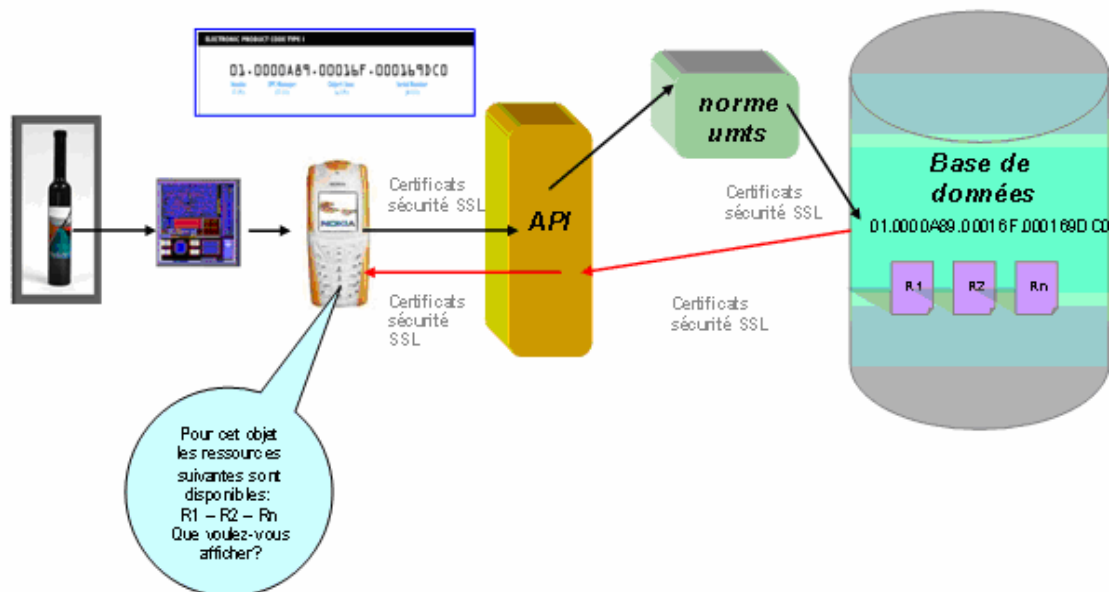 ELECTRONIC PRODUCT CODE TYPE I
01.0000A89.00016F.000169DC0
norme
umts
Base de
données
01.0000A89.00016F.000169DC0
R1
R2
Rn
Certificats
sécurité SSL
API
Certificats
sécurité SSL
NOKIA
NOKIA
Certificats
sécurité
SSL
Certificats
sécurité SSL
Pour cet objet
les ressources
suivantes sont
disponibles:
R1 – R2 – Rn
Que voulez-vous
afficher?